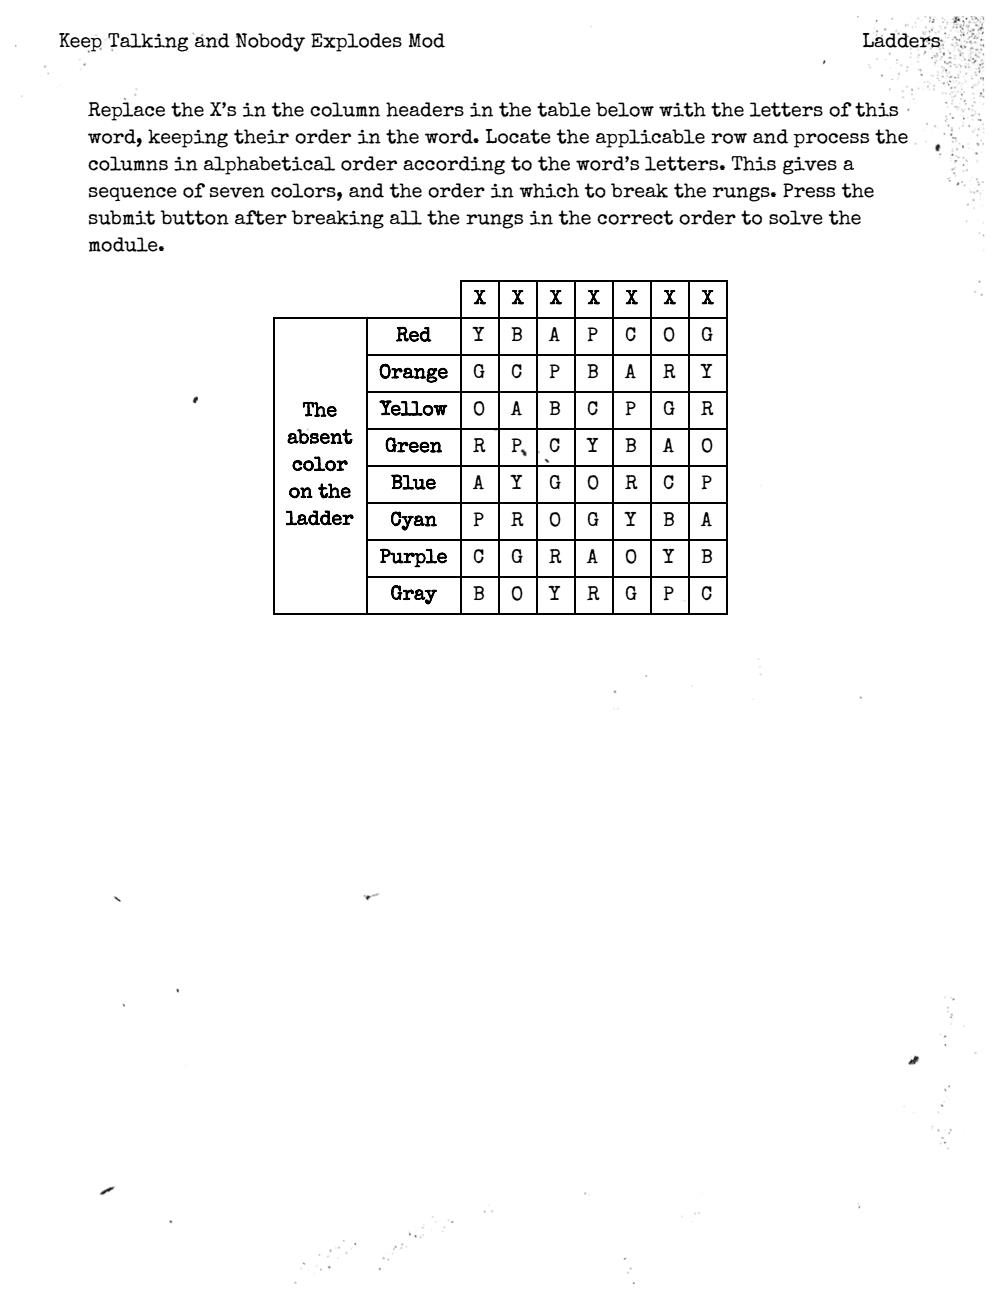 Keep Talking and Nobody Explodes Mod Ladders
Replace the X's in the column headers in the table below with the letters of this
word, keeping their order in the word. Locate the applicable row and process the
columns in alphabetical order according to the word's letters. This gives a
sequence of seven colors, and the order in which to break the rungs. Press the
submit button after breaking all the rungs in the correct order to solve the
module.
X X X X X X X
The absent color on the ladder
Red Y B A P C O G
Orange G C P B A R Y
Yellow O A B C P G R
Green R P C Y B A O
Blue A Y G O R C P
Cyan P R O G Y B A
Purple C G R A O Y B
Gray B O Y R G P C